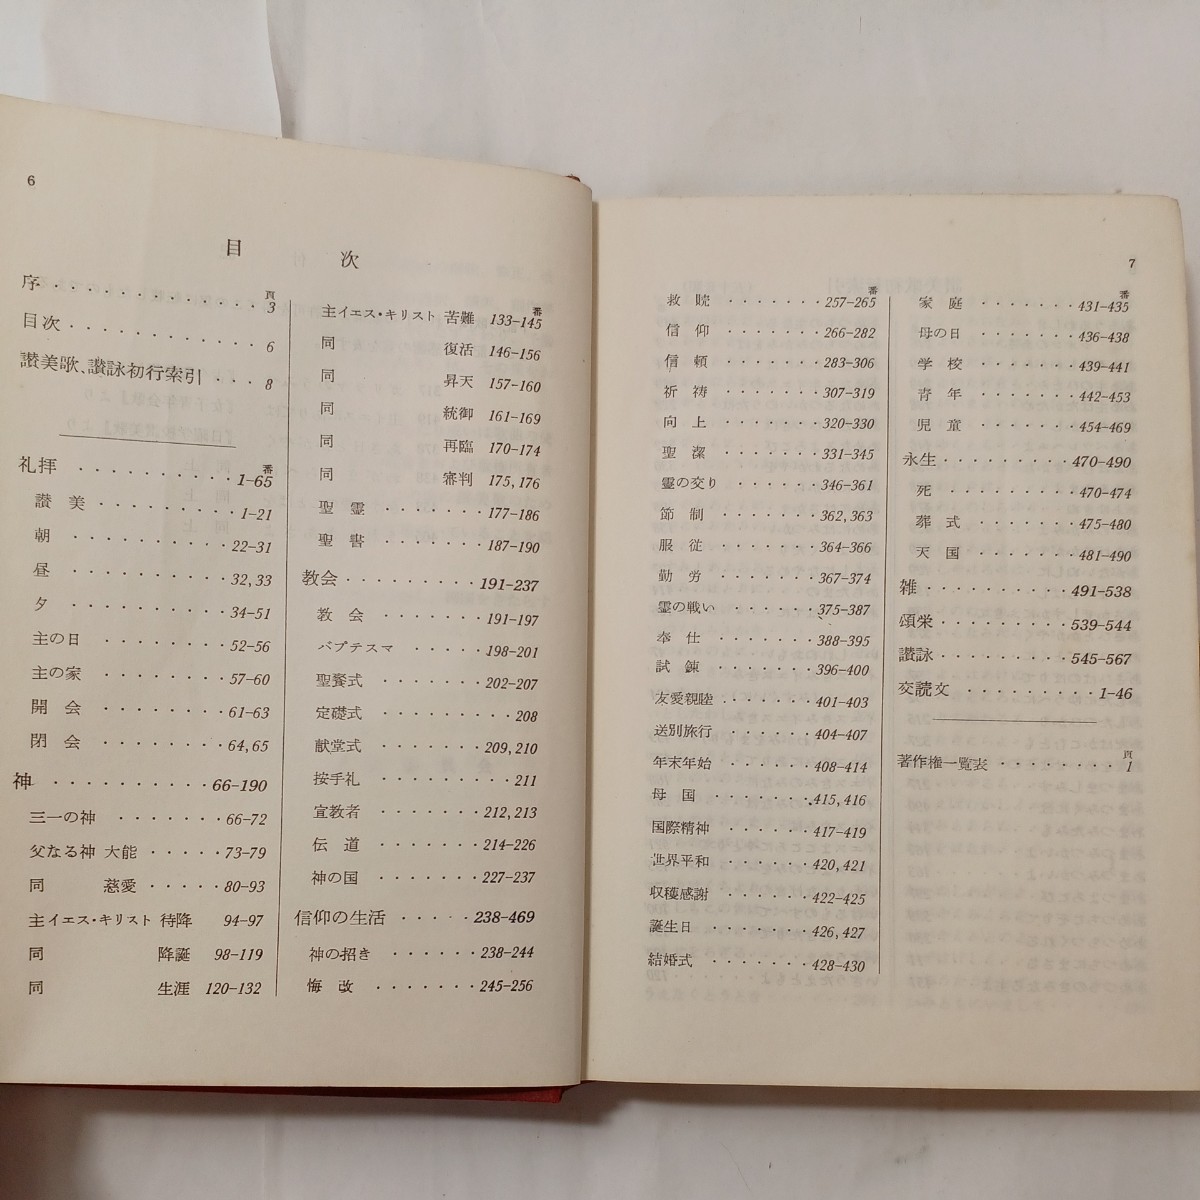 6
目次
頁
序 ············· 3
目次 ············ 6
讃美歌、讃詠初行索引 ··· 8
番
礼拝 ········ 1-65
讃美 ········· 1-21
朝 ·········· 22-31
昼 ·········· 32, 33
夕 ·········· 34-51
主の日 ········ 52-56
主の家 ········ 57-60
開会 ········ 61-63
閉会 ········ 64, 65
神 ·········· 66-190
三一の神 ······· 66-72
父なる神 大能 ····· 73-79
同 慈愛 ····· 80-93
主イエス・キリスト 待降 94-97
同 降誕 98-119
同 生涯 120-132
番
主イエス・キリスト 苦難 133-145
同 復活 146-156
同 昇天 157-160
同 統御 161-169
同 再臨 170-174
同 審判 175, 176
聖霊 ······· 177-186
聖書 ······· 187-190
教会 ········· 191-237
教会 ······· 191-197
バプテスマ ····· 198-201
聖餐式 ······ 202-207
定礎式 ········ 208
献堂式 ······ 209, 210
按手礼 ········ 211
宣教者 ······ 212, 213
伝道 ······· 214-226
神の国 ······ 227-237
信仰の生活 ····· 238-469
神の招き ····· 238-244
悔改 ······· 245-256
7
番
救贖 ······· 257-265
信仰 ······· 266-282
信頼 ······· 283-306
祈祷 ······· 307-319
向上 ······· 320-330
聖潔 ······· 331-345
霊の交り ······ 346-361
節制 ······· 362, 363
服従 ······· 364-366
勤労 ······· 367-374
霊の戦い ······ 375-387
奉仕 ······· 388-395
試錬 ······· 396-400
友愛親睦 ······· 401-403
送別旅行 ······ 404-407
年末年始 ······ 408-414
母国 ······· 415, 416
国際精神 ······ 417-419
世界平和 ······ 420, 421
収穫感謝 ······ 422-425
誕生日 ······· 426, 427
結婚式 ······· 428-430
番
家庭 ······· 431-435
母の日 ······· 436-438
学校 ······· 439-441
青年 ······· 442-453
児童 ······· 454-469
永生 ········· 470-490
死 ········· 470-474
葬式 ······· 475-480
天国 ······· 481-490
雑 ·········· 491-538
頌栄 ········· 539-544
讃詠 ········· 545-567
交読文 ········· 1-46
頁
著作権一覧表 ········ 1